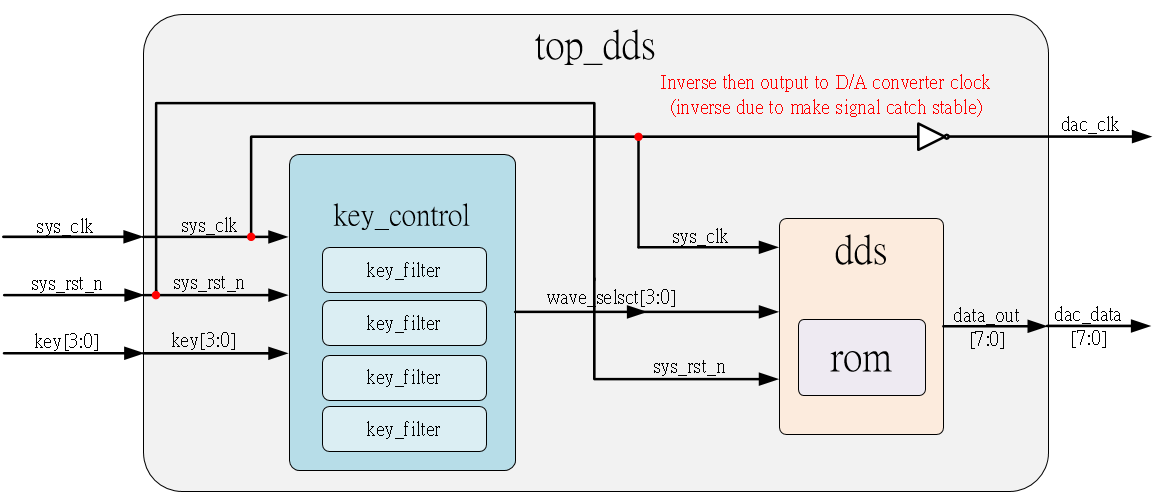 top_dds
Inverse then output to D/A converter clock
(inverse due to make signal catch stable)
dac_clk
sys_clk
sys_clk
key_control
sys_clk
dds
key_filter
sys_rst_n
sys_rst_n
wave_selsct[3:0]
key_filter
data_out
[7:0]
dac_data
[7:0]
key[3:0]
key[3:0]
rom
sys_rst_n
key_filter
key_filter